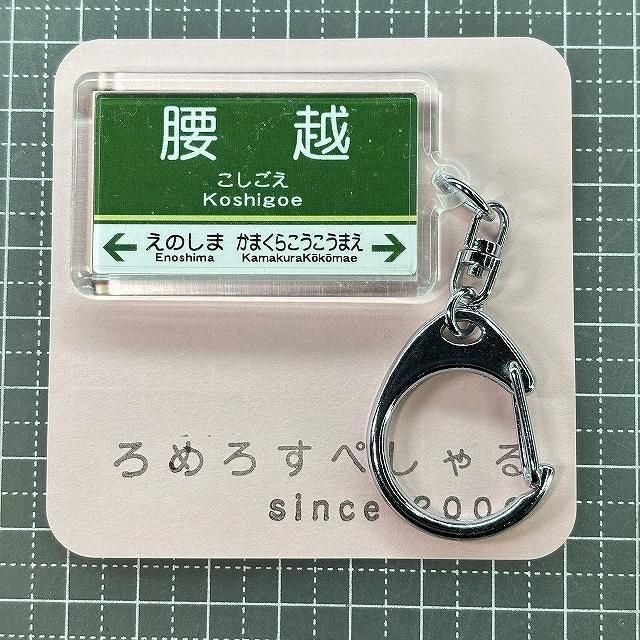 腰 越
こしごえ
Koshigoe
えのしま かまくらこうこうまえ
Enoshima KamakuraKōkōmae
ろめろすぺしゃる
since